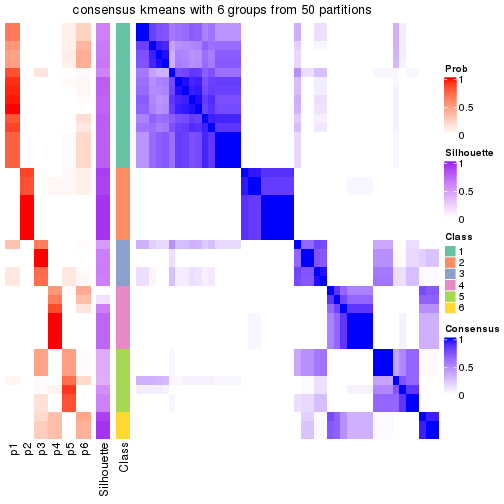 consensus kmeans with 6 groups from 50 partitions
Prob
1
0.5
0
Silhouette
1
0.5
0
Class
1
2
3
4
5
6
Consensus
1
0.5
0
p1
p2
p3
p4
p5
p6
Silhouette
Class